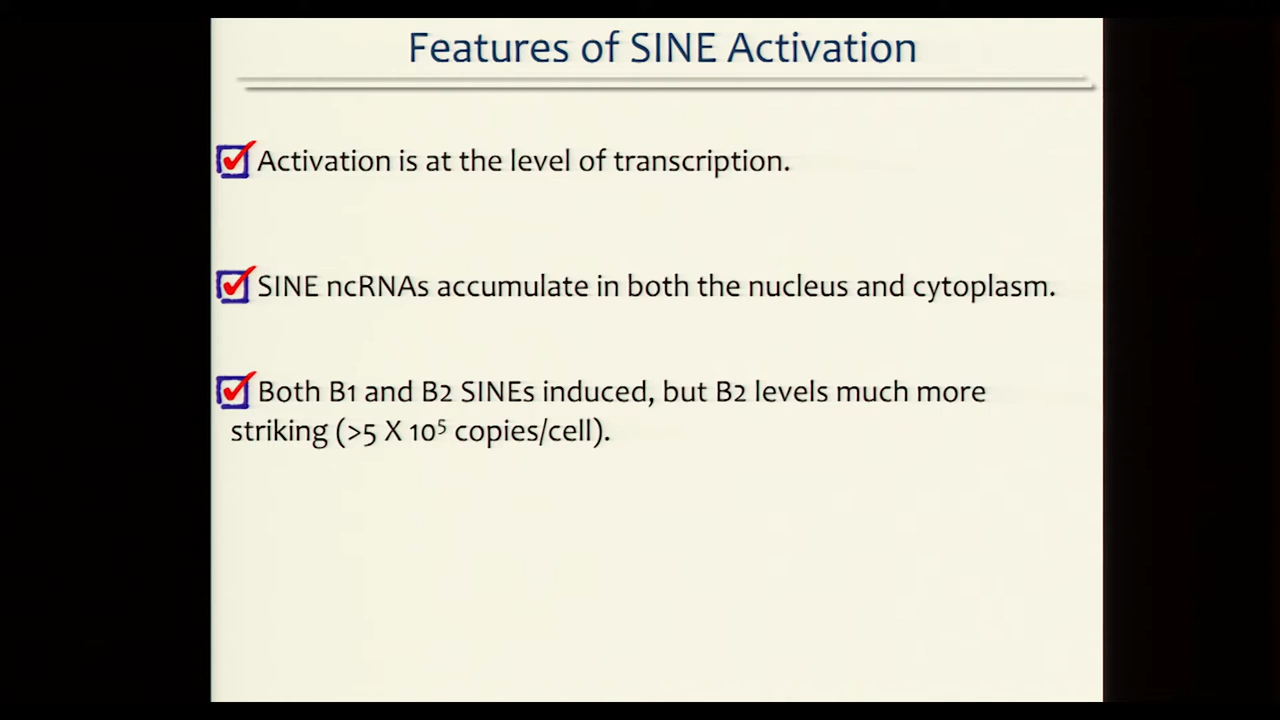 Features of SINE Activation
Activation is at the level of transcription.
SINE ncRNAs accumulate in both the nucleus and cytoplasm.
Both B1 and B2 SINEs induced, but B2 levels much more
striking (>5 X 10⁵ copies/cell).